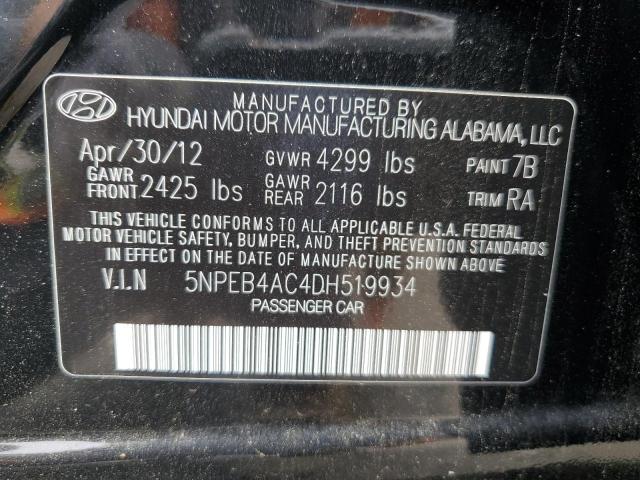 MANUFACTURED BY
HYUNDAI MOTOR MANUFACTURING ALABAMA, LLC
Apr/30/12 GVWR 4299 lbs PAINT 7B
GAWR FRONT 2425 lbs GAWR REAR 2116 lbs TRIM RA
THIS VEHICLE CONFORMS TO ALL APPLICABLE U.S.A. FEDERAL
MOTOR VEHICLE SAFETY, BUMPER, AND THEFT PREVENTION STANDARDS
IN EFFECT ON THE DATE OF MANUFACTURE SHOWN ABOVE.
V.I.N 5NPEB4AC4DH519934
PASSENGER CAR